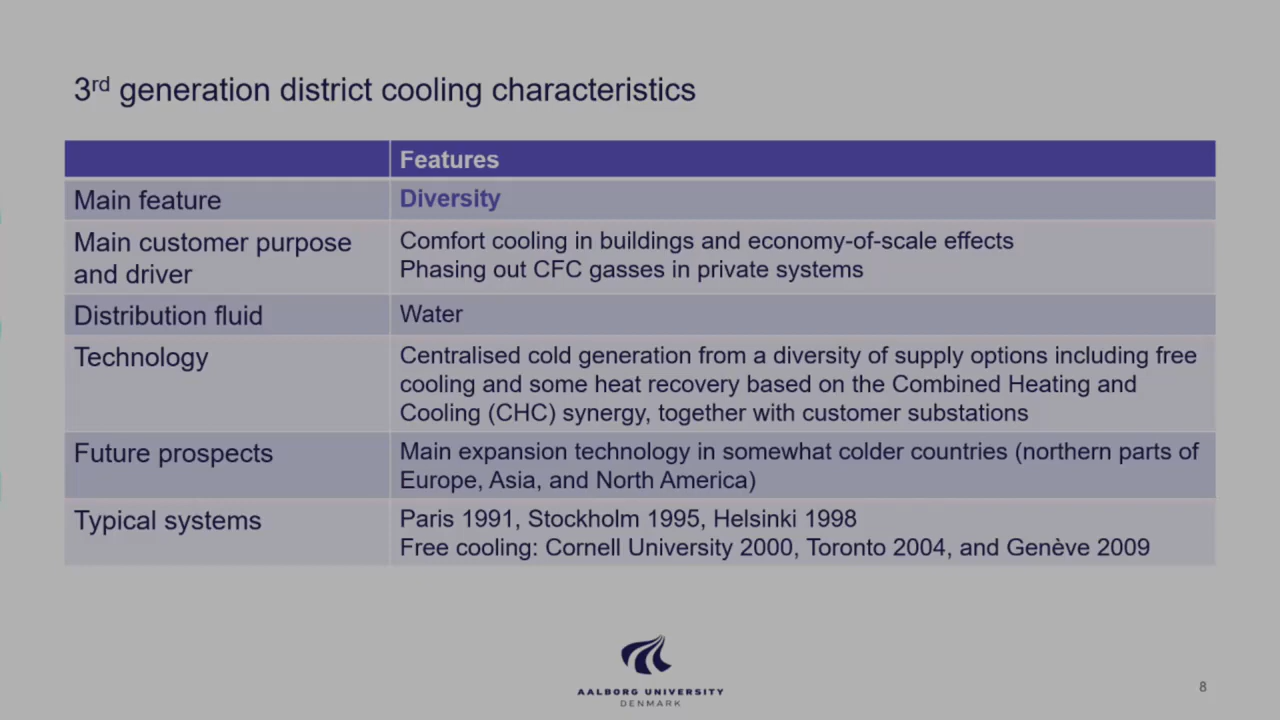 3rd generation district cooling characteristics
Features
Main feature
Diversity
Main customer purpose
and driver
Comfort cooling in buildings and economy-of-scale effects
Phasing out CFC gasses in private systems
Distribution fluid
Water
Technology
Centralised cold generation from a diversity of supply options including free
cooling and some heat recovery based on the Combined Heating and
Cooling (CHC) synergy, together with customer substations
Future prospects
Main expansion technology in somewhat colder countries (northern parts of
Europe, Asia, and North America)
Typical systems
Paris 1991, Stockholm 1995, Helsinki 1998
Free cooling: Cornell University 2000, Toronto 2004, and Genève 2009
AALBORG UNIVERSITY
DENMARK
8